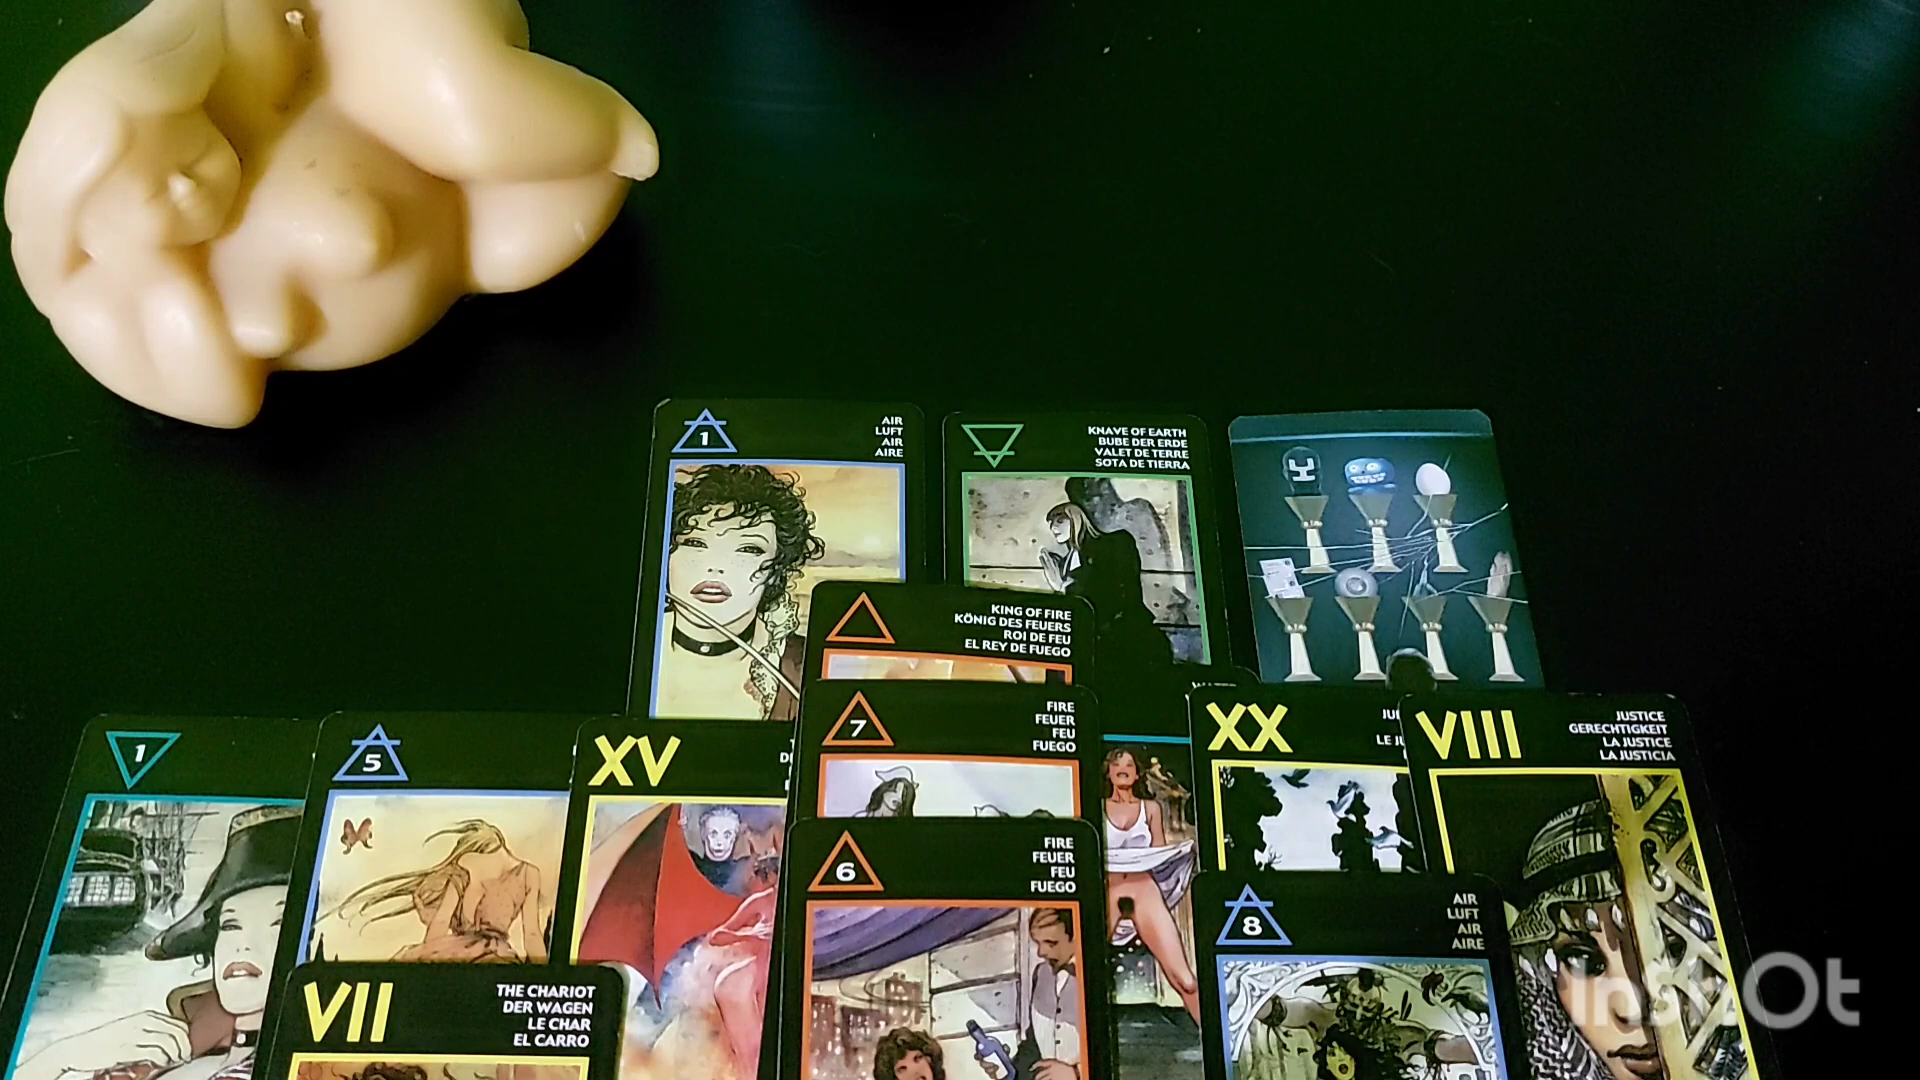 1
AIR
LUFT
AIR
AIRE
KNAVE OF EARTH
BUBE DER ERDE
VALET DE TERRE
SOTA DE TIERRA
KING OF FIRE
KÖNIG DES FEUERS
ROI DE FEU
EL REY DE FUEGO
7
FIRE
FEUER
FEU
FUEGO
1
5
XV
XX
LE
VIII
JUSTICE
GERECHTIGKEIT
LA JUSTICE
LA JUSTICIA
6
FIRE
FEUER
FEU
FUEGO
8
AIR
LUFT
AIR
AIRE
VII
THE CHARIOT
DER WAGEN
LE CHAR
EL CARRO
InShOt